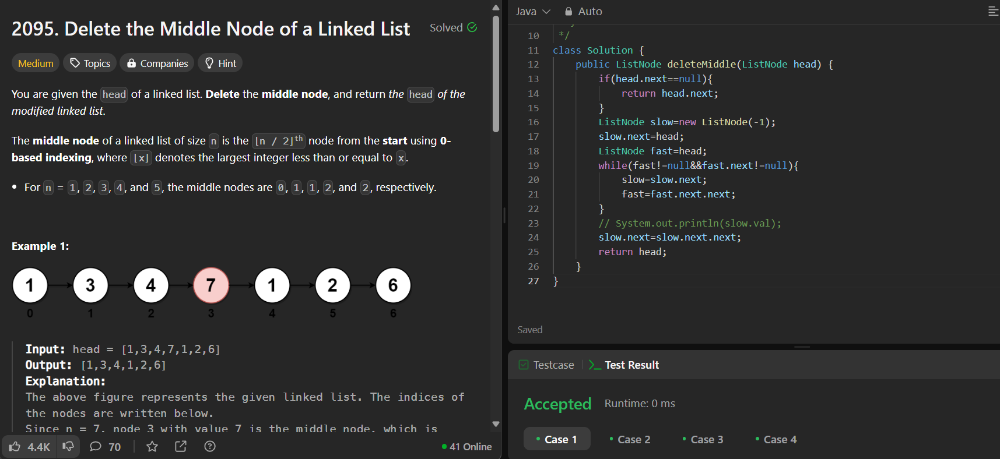 2095. Delete the Middle Node of a Linked List
Solved
Medium Topics Companies Hint
You are given the head of a linked list. Delete the middle node, and return the head of the
modified linked list.
The middle node of a linked list of size n is the ⌊n / 2⌋th node from the start using 0-
based indexing, where ⌊x⌋ denotes the largest integer less than or equal to x.
• For n = 1, 2, 3, 4, and 5, the middle nodes are 0, 1, 1, 2, and 2, respectively.
Example 1:
1 3 4 7 1 2 6
0 1 2 3 4 5 6
Input: head = [1,3,4,7,1,2,6]
Output: [1,3,4,1,2,6]
Explanation:
The above figure represents the given linked list. The indices of
the nodes are written below.
Since n = 7, node 3 with value 7 is the middle node, which is
4.4K 70 41 Online
Java Auto
10 */
11 class Solution {
12     public ListNode deleteMiddle(ListNode head) {
13         if(head.next==null){
14             return head.next;
15         }
16         ListNode slow=new ListNode(-1);
17         slow.next=head;
18         ListNode fast=head;
19         while(fast!=null&&fast.next!=null){
20             slow=slow.next;
21             fast=fast.next.next;
22         }
23         // System.out.println(slow.val);
24         slow.next=slow.next.next;
25         return head;
26     }
27 }
Saved
Testcase Test Result
Accepted Runtime: 0 ms
• Case 1 • Case 2 • Case 3 • Case 4